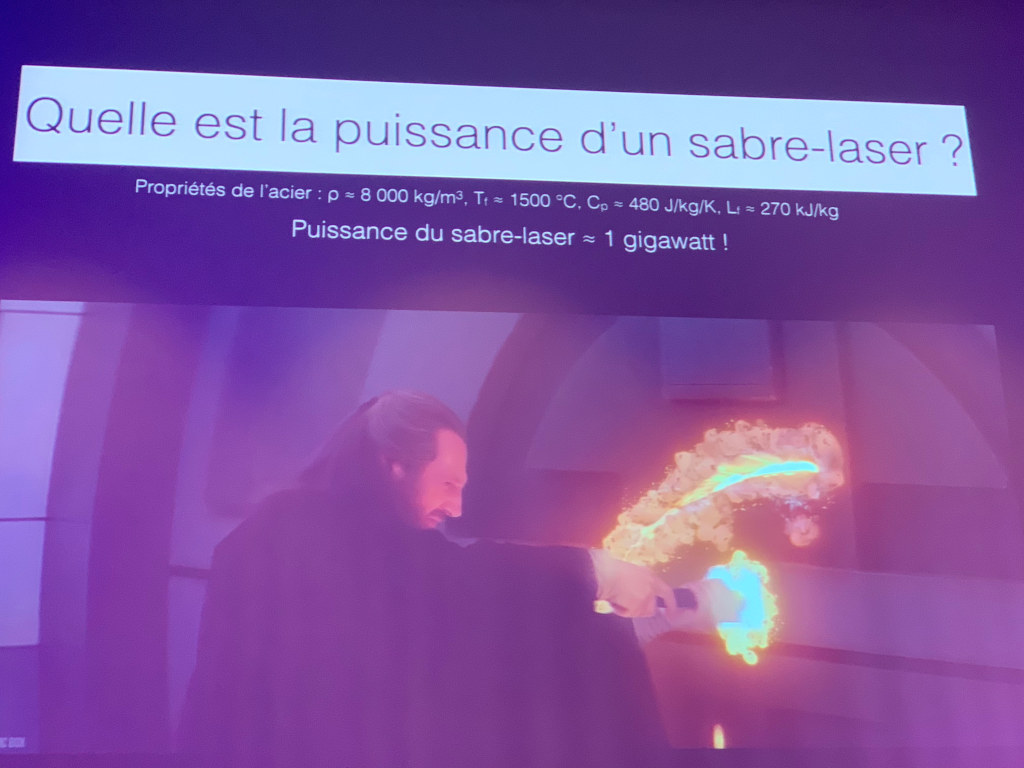 Quelle est la puissance d'un sabre-laser ?
Propriétés de l'acier : ρ ≈ 8 000 kg/m³, Tf ≈ 1500 °C, Cp ≈ 480 J/kg/K, Lf ≈ 270 kJ/kg
Puissance du sabre-laser ≈ 1 gigawatt !